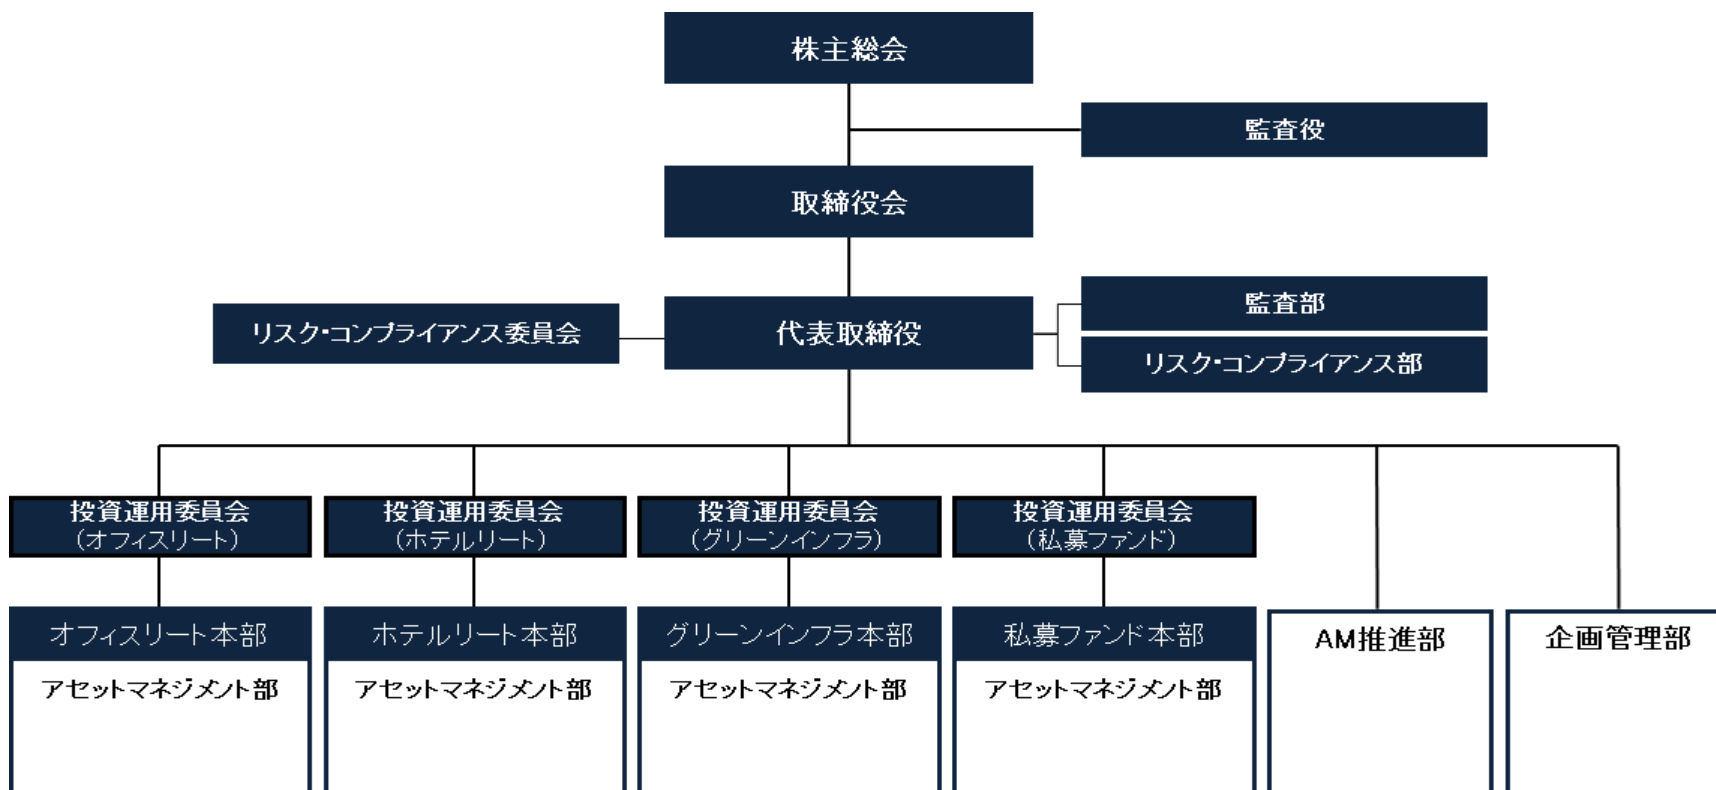 株主総会
監査役
取締役会
監査部
リスク・コンプライアンス委員会
代表取締役
リスク・コンプライアンス部
投資運用委員会
(オフィスリート)
投資運用委員会
(ホテルリート)
投資運用委員会
(グリーンインフラ)
投資運用委員会
(私募ファンド)
オフィスリート本部
ホテルリート本部
グリーンインフラ本部
私募ファンド本部
AM推進部
企画管理部
アセットマネジメント部
アセットマネジメント部
アセットマネジメント部
アセットマネジメント部